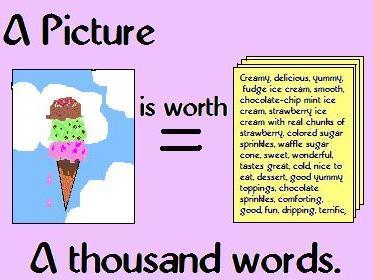 A Picture
is worth
=
Creamy, delicious, yummy,
fudge ice cream, smooth,
chocolate-chip mint ice
cream, strawberry ice
cream with real chunks of
strawberry, colored sugar
sprinkles, waffle sugar
cone, sweet, wonderful,
tastes great, cold, nice to
eat, dessert, good yummy
toppings, chocolate
sprinkles, comforting,
good, fun, dripping, terrific,
A thousand words.